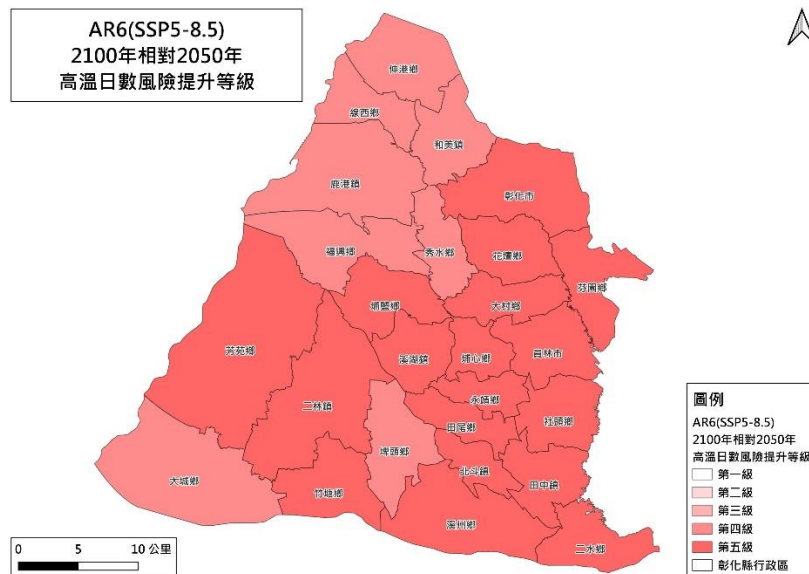 AR6(SSP5-8.5)
2100年相對2050年
高溫日數風險提升等級
伸港鄉
線西鄉
和美鎮
鹿港鎮
彰化市
福興鄉
秀水鄉
花壇鄉
芬園鄉
埔鹽鄉
大村鄉
芳苑鄉
溪湖鎮
埔心鄉
員林市
永靖鄉
二林鎮
社頭鄉
田尾鄉
埤頭鄉
北斗鎮
大城鄉
竹塘鄉
田中鎮
溪州鄉
二水鄉
0 5 10 公里
圖例
AR6(SSP5-8.5)
2100年相對2050年
高溫日數風險提升等級
第一級
第二級
第三級
第四級
第五級
彰化縣行政區